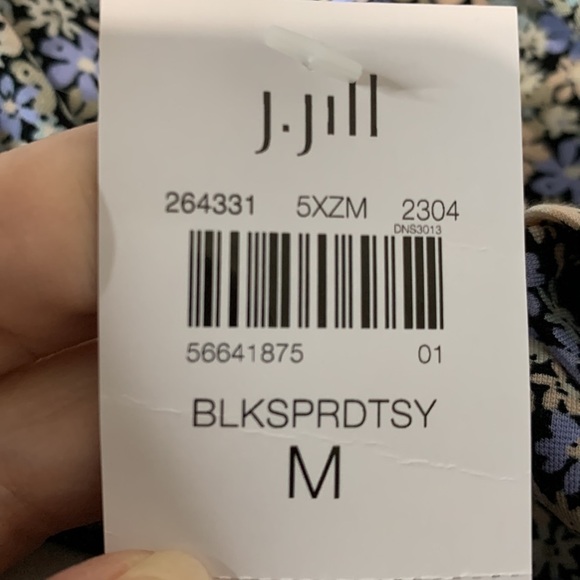 J.Jill
264331 5XZM 2304
DNS3013
56641875 01
BLKSPRDTSY
M